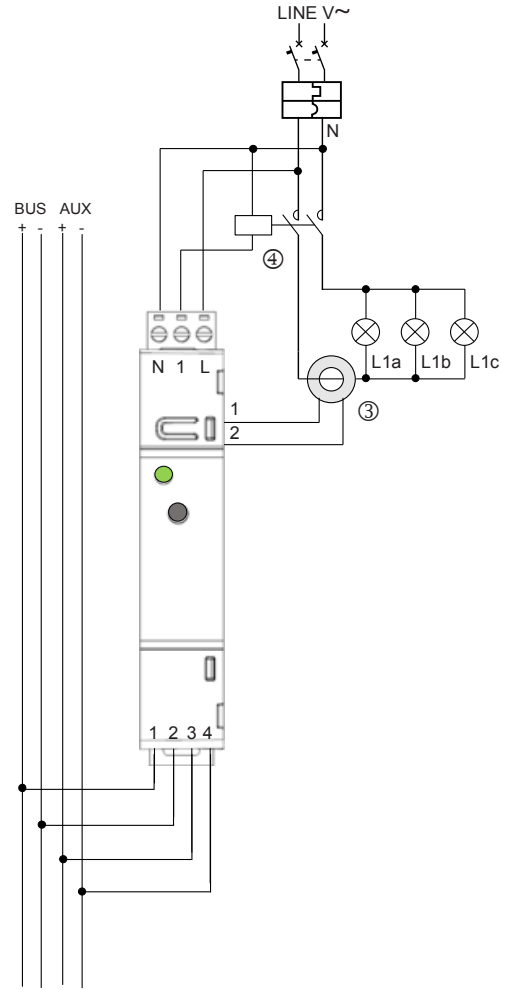 LINE V~
N
BUS AUX
+ - + -
④
N 1 L
L1a L1b L1c
③
1
2
1 2 3 4